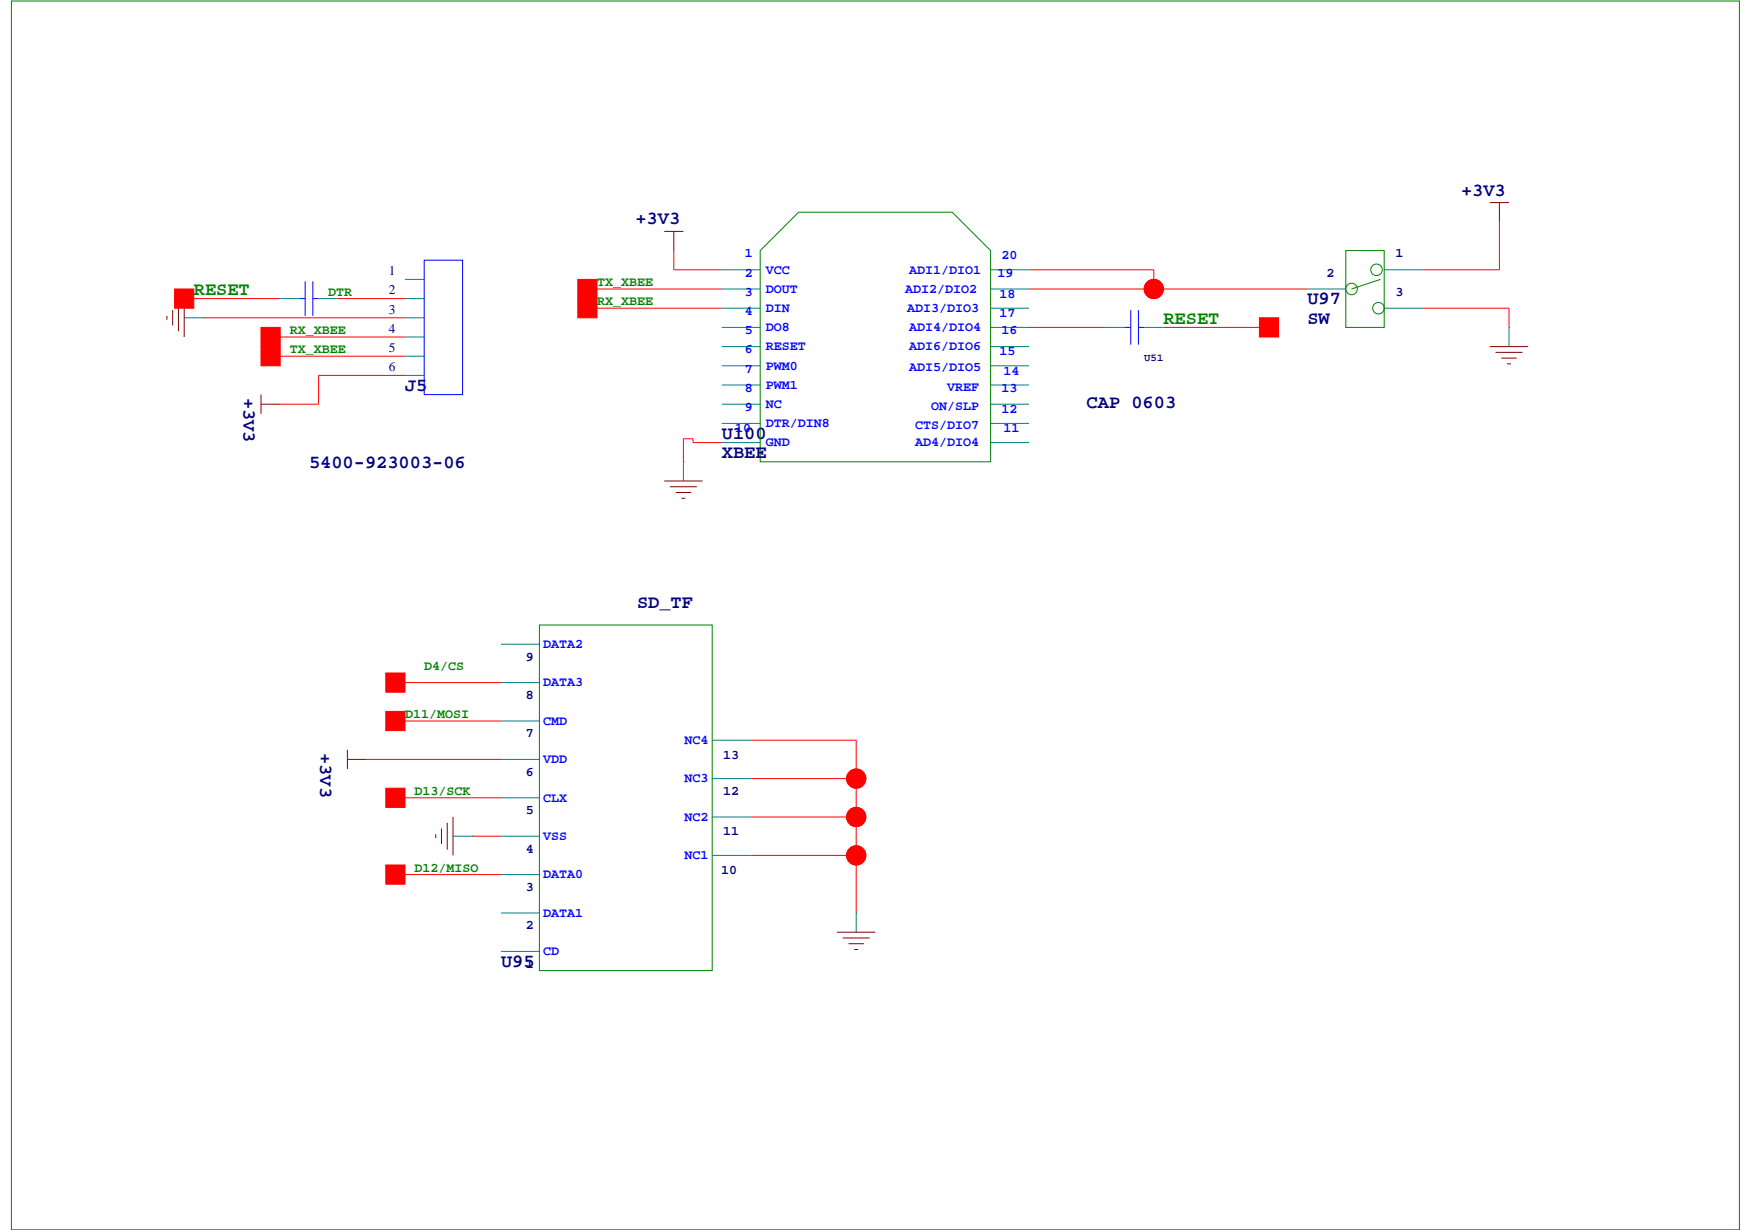 +3V3
1
RESET
DTR
2
3
RX_XBEE
4
TX_XBEE
5
6
J5
+3V3
5400-923003-06
+3V3
1
VCC
2
TX_XBEE
DOUT
3
RX_XBEE
DIN
4
DO8
5
RESET
6
PWM0
7
PWM1
8
NC
9
DTR/DIN8
10
GND
U100
XBEE
20
ADI1/DIO1
19
ADI2/DIO2
18
ADI3/DIO3
17
ADI4/DIO4
16
ADI6/DIO6
15
ADI5/DIO5
14
VREF
13
ON/SLP
12
CTS/DIO7
11
AD4/DIO4
RESET
U51
CAP 0603
1
2
3
U97
SW
SD_TF
DATA2
9
D4/CS
DATA3
8
D11/MOSI
CMD
7
+3V3
VDD
6
D13/SCK
CLX
5
VSS
4
D12/MISO
DATA0
3
DATA1
2
CD
U95
NC4
13
NC3
12
NC2
11
NC1
10